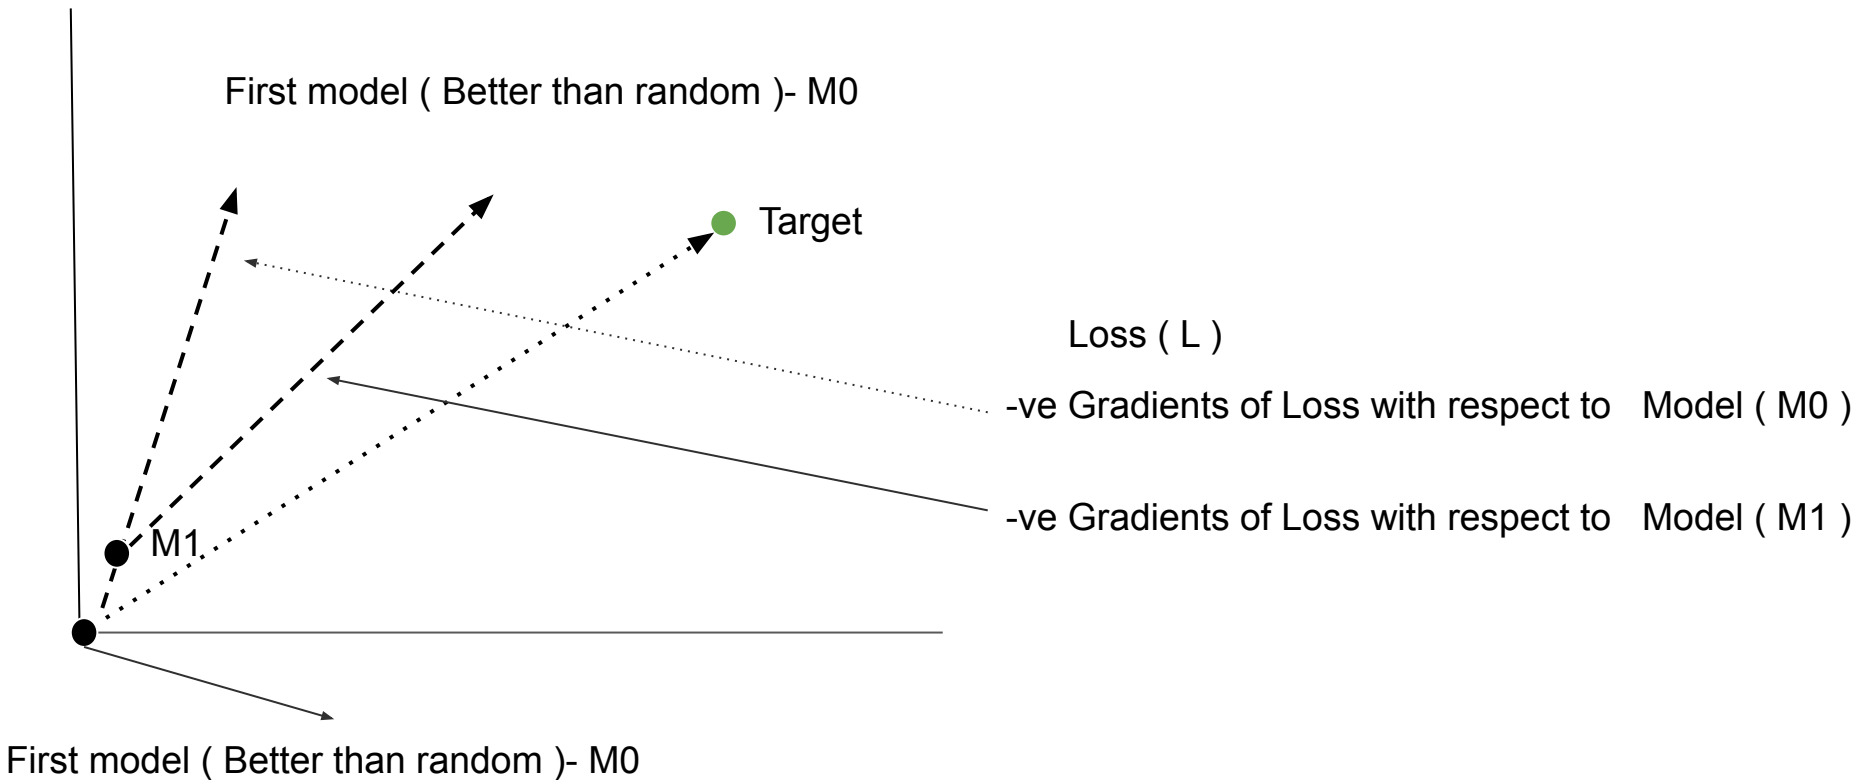 First model ( Better than random )- M0
Target
Loss ( L )
-ve Gradients of Loss with respect to Model ( M0 )
-ve Gradients of Loss with respect to Model ( M1 )
M1
First model ( Better than random )- M0